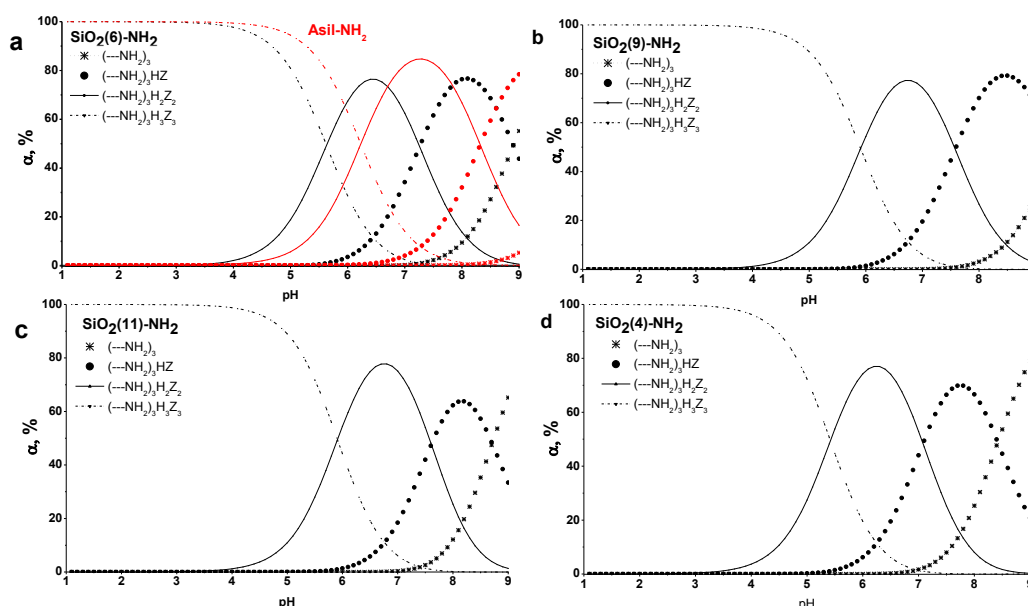 a
SiO₂(6)-NH₂
Asil-NH₂
(---NH₂)₃
(---NH₂)₃HZ
(---NH₂)₃H₂Z₂
(---NH₂)₃H₃Z₃
α, %
100
80
60
40
20
0
1 2 3 4 5 6 7 8 9
pH
b
SiO₂(9)-NH₂
(---NH₂)₃
(---NH₂)₃HZ
(---NH₂)₃H₂Z₂
(---NH₂)₃H₃Z₃
α, %
100
80
60
40
20
0
1 2 3 4 5 6 7 8
pH
c
SiO₂(11)-NH₂
(---NH₂)₃
(---NH₂)₃HZ
(---NH₂)₃H₂Z₂
(---NH₂)₃H₃Z₃
α, %
100
80
60
40
20
0
1 2 3 4 5 6 7 8 9
pH
d
SiO₂(4)-NH₂
(---NH₂)₃
(---NH₂)₃HZ
(---NH₂)₃H₂Z₂
(---NH₂)₃H₃Z₃
α, %
100
80
60
40
20
0
1 2 3 4 5 6 7 8 9
pH